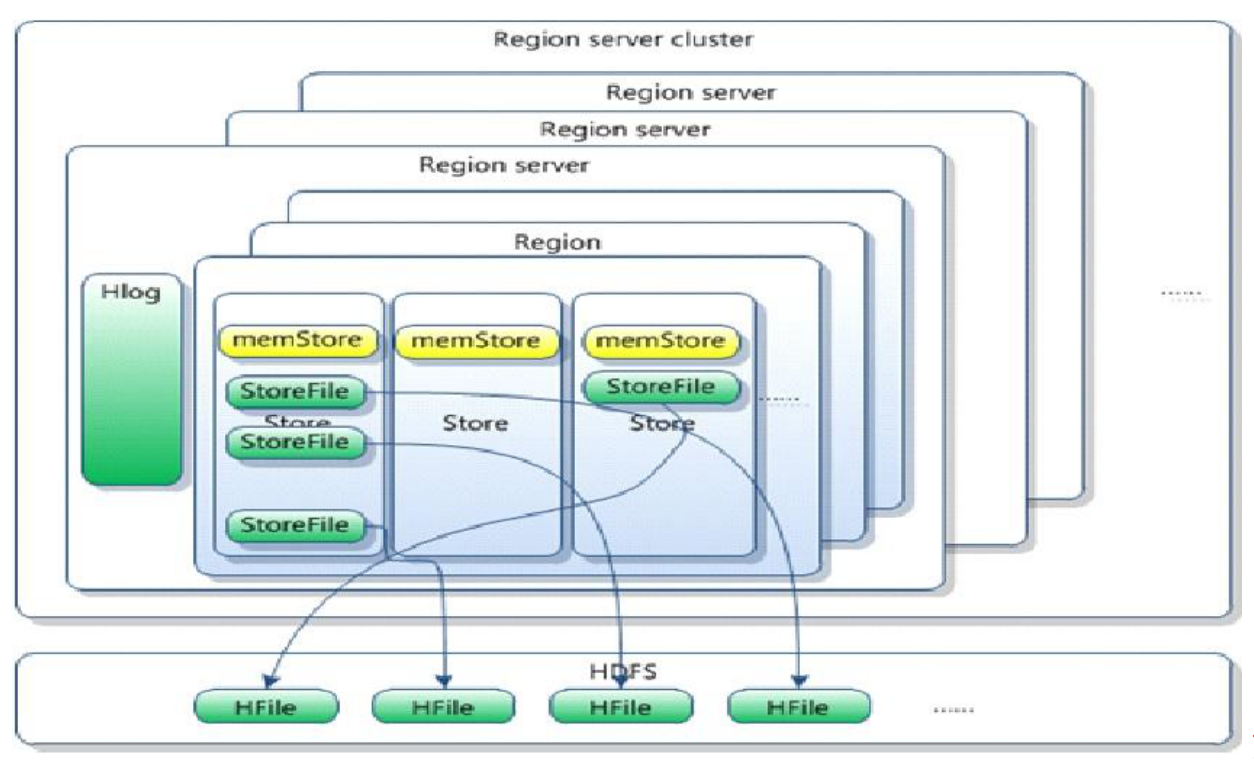 Region server cluster
Region server
Region server
Region server
Region
Hlog
memStore
memStore
memStore
StoreFile
StoreFile
Store
Store
Store
StoreFile
StoreFile
......
......
HDFS
HFile
HFile
HFile
HFile
......